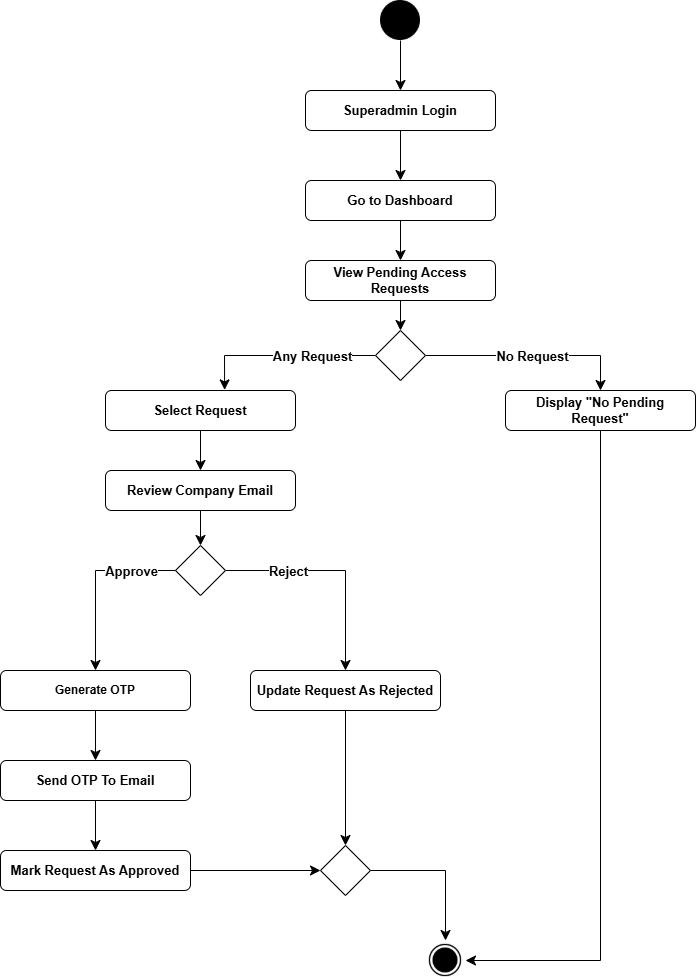 Superadmin Login
Go to Dashboard
View Pending Access
Requests
Any Request
No Request
Select Request
Display "No Pending
Request"
Review Company Email
Approve
Reject
Generate OTP
Update Request As Rejected
Send OTP To Email
Mark Request As Approved